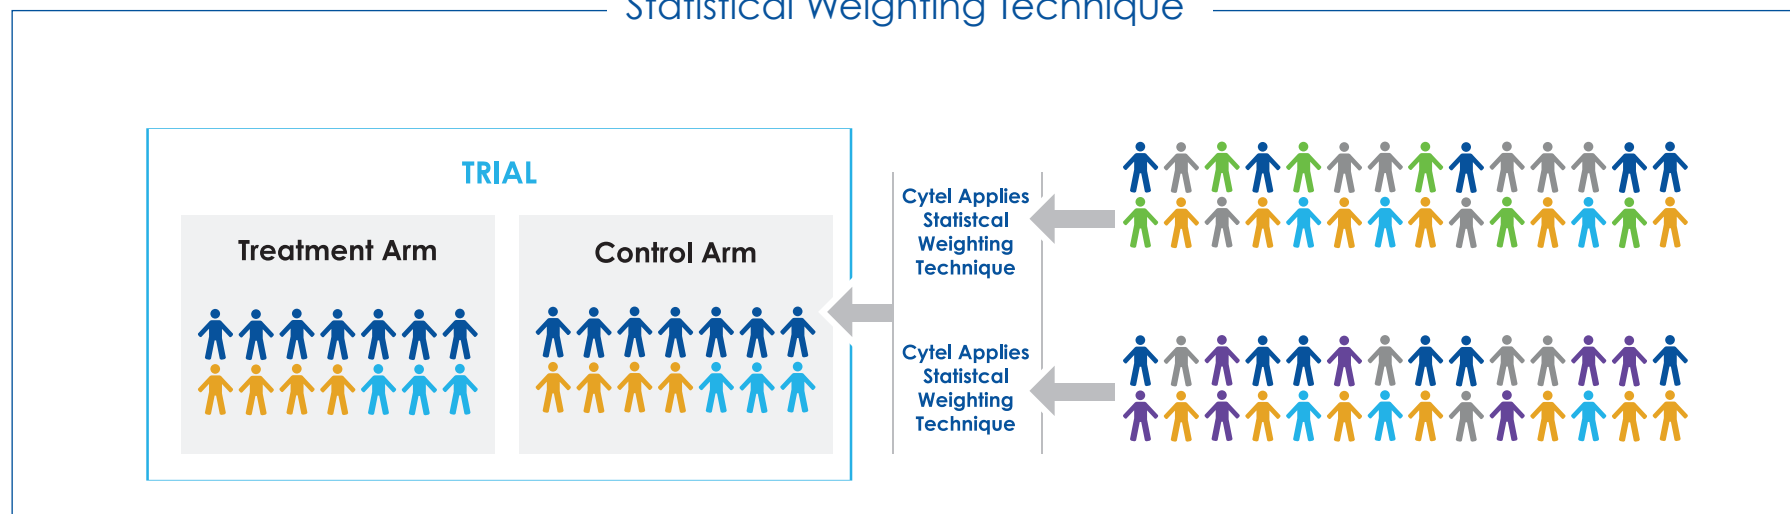 Statistical Weighting Technique
TRIAL
Treatment Arm
Control Arm
Cytel Applies
Statistcal
Weighting
Technique
Cytel Applies
Statistcal
Weighting
Technique